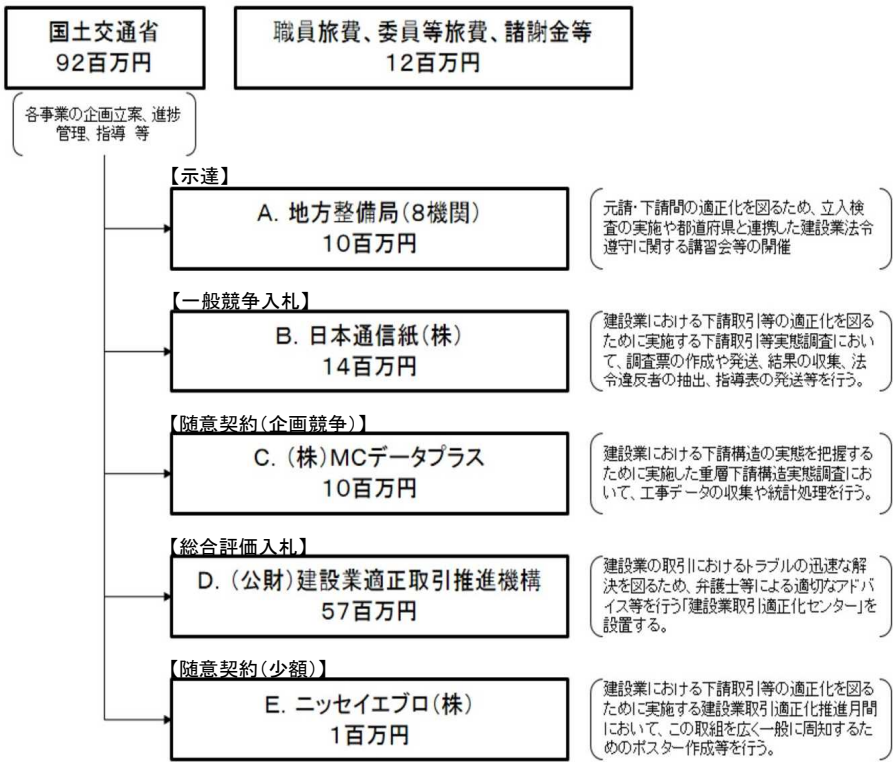 国土交通省
92百万円
職員旅費、委員等旅費、諸謝金等
12百万円
各事業の企画立案、進捗
管理、指導 等
【示達】
A. 地方整備局(8機関)
10百万円
元請・下請間の適正化を図るため、立入検
査の実施や都道府県と連携した建設業法令
遵守に関する講習会等の開催
【一般競争入札】
B. 日本通信紙(株)
14百万円
建設業における下請取引等の適正化を図る
ために実施する下請取引等実態調査におい
て、調査票の作成や発送、結果の収集、法
令違反者の抽出、指導表の発送等を行う。
【随意契約(企画競争)】
C. (株)MCデータプラス
10百万円
建設業における下請構造の実態を把握する
ために実施した重層下請構造実態調査にお
いて、工事データの収集や統計処理を行う。
【総合評価入札】
D. (公財)建設業適正取引推進機構
57百万円
建設業の取引におけるトラブルの迅速な解
決を図るため、弁護士等による適切なアドバ
イス等を行う「建設業取引適正化センター」を
設置する。
【随意契約(少額)】
E. ニッセイエブロ(株)
1百万円
建設業における下請取引等の適正化を図る
ために実施する建設業取引適正化推進月間
において、この取組を広く一般に周知するた
めのポスター作成等を行う。